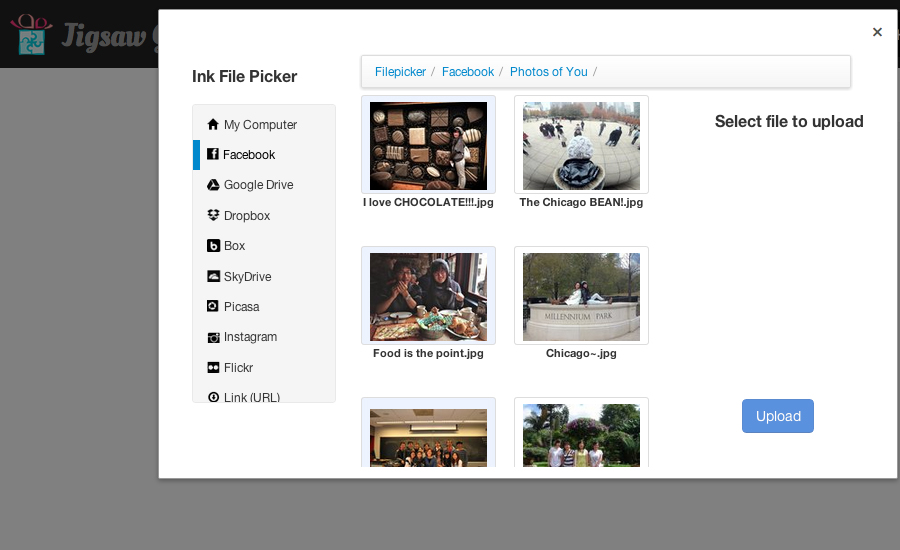 Jigsaw
×
Ink File Picker
Filepicker / Facebook / Photos of You /
My Computer
Facebook
Google Drive
Dropbox
Box
SkyDrive
Picasa
Instagram
Flickr
Link (URL)
I love CHOCOLATE!!!.jpg
The Chicago BEAN!.jpg
MILLENNIUM PARK
Food is the point.jpg
Chicago~.jpg
Select file to upload
Upload